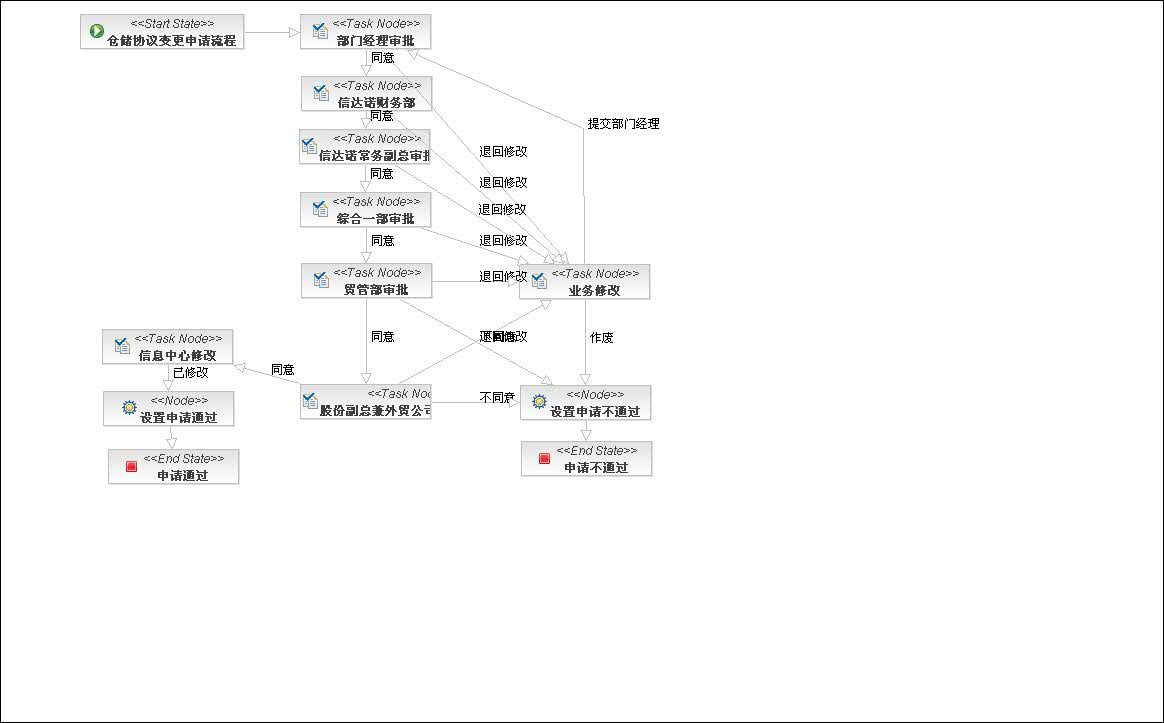 <<Start State>>
仓储协议变更申请流程
<<Task Node>>
部门经理审批
同意
<<Task Node>>
信达诺财务部
同意
提交部门经理
<<Task Node>>
信达诺常务副总审批
退回修改
同意
退回修改
<<Task Node>>
综合一部审批
退回修改
同意
退回修改
<<Task Node>>
贸管部审批
退回修改
<<Task Node>>
业务修改
同意
作废
<<Task Node>>
信息中心修改
已修改
同意
<<Task No
股份副总兼外贸公司
不同意
<<Node>>
设置申请通过
<<Node>>
设置申请不通过
<<End State>>
申请通过
<<End State>>
申请不通过